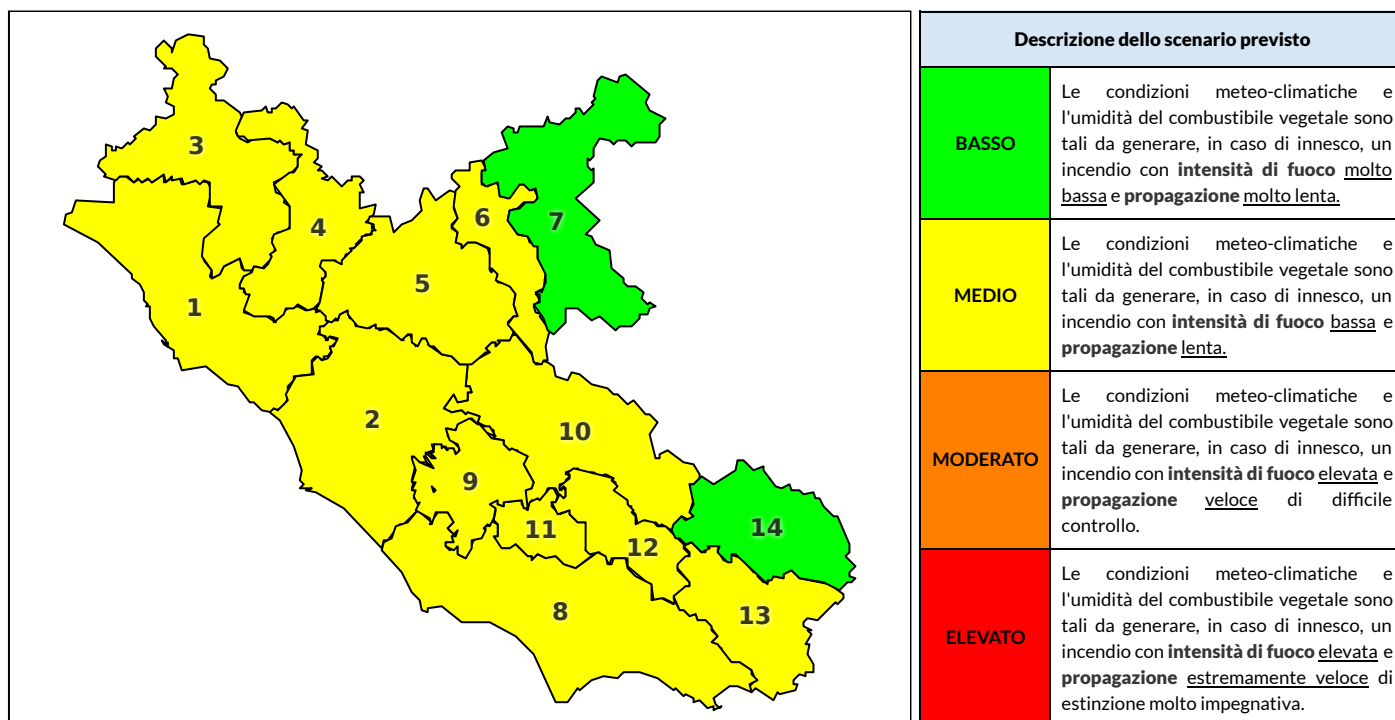 3
4
6
7
1
5
2
10
9
11
12
14
8
13
Descrizione dello scenario previsto
BASSO
Le condizioni meteo-climatiche e
l'umidità del combustibile vegetale sono
tali da generare, in caso di innesco, un
incendio con intensità di fuoco molto
bassa e propagazione molto lenta.
MEDIO
Le condizioni meteo-climatiche e
l'umidità del combustibile vegetale sono
tali da generare, in caso di innesco, un
incendio con intensità di fuoco bassa e
propagazione lenta.
MODERATO
Le condizioni meteo-climatiche e
l'umidità del combustibile vegetale sono
tali da generare, in caso di innesco, un
incendio con intensità di fuoco elevata e
propagazione veloce di difficile
controllo.
ELEVATO
Le condizioni meteo-climatiche e
l'umidità del combustibile vegetale sono
tali da generare, in caso di innesco, un
incendio con intensità di fuoco elevata e
propagazione estremamente veloce di
estinzione molto impegnativa.